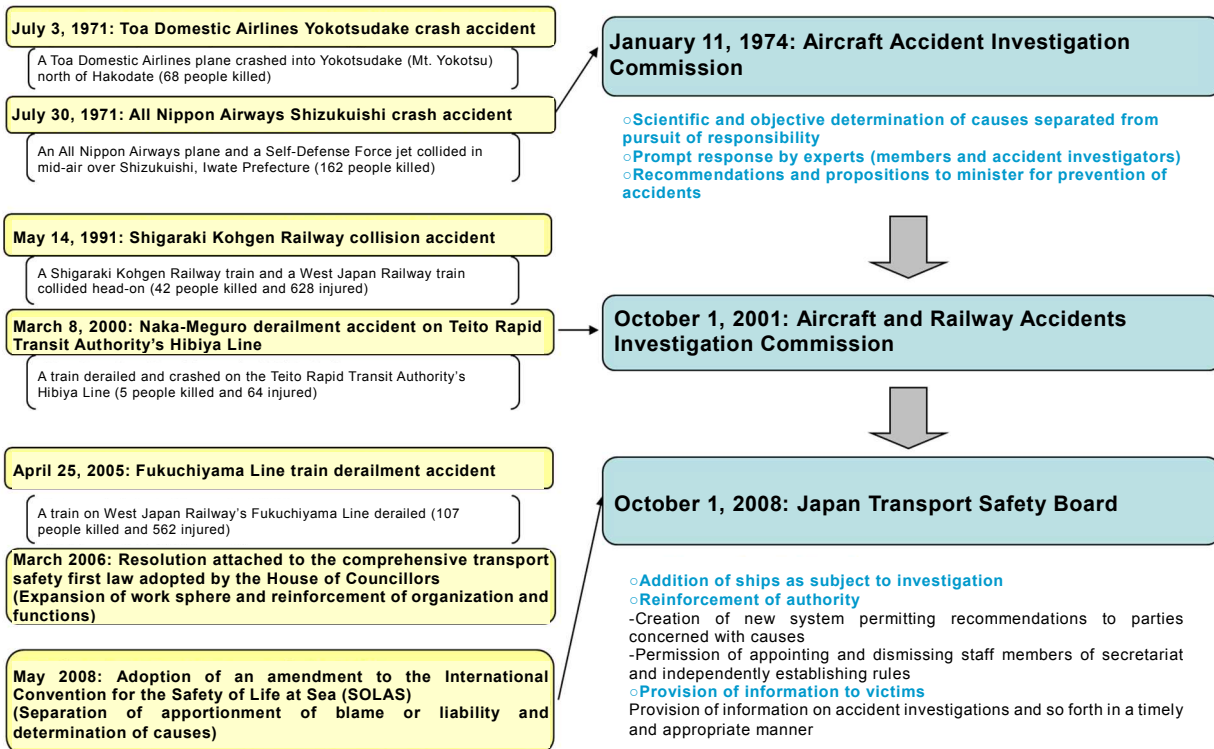 July 3, 1971: Toa Domestic Airlines Yokotsudake crash accident
A Toa Domestic Airlines plane crashed into Yokotsudake (Mt. Yokotsu)
north of Hakodate (68 people killed)
July 30, 1971: All Nippon Airways Shizukuishi crash accident
An All Nippon Airways plane and a Self-Defense Force jet collided in
mid-air over Shizukuishi, Iwate Prefecture (162 people killed)
May 14, 1991: Shigaraki Kohgen Railway collision accident
A Shigaraki Kohgen Railway train and a West Japan Railway train
collided head-on (42 people killed and 628 injured)
March 8, 2000: Naka-Meguro derailment accident on Teito Rapid
Transit Authority's Hibiya Line
A train derailed and crashed on the Teito Rapid Transit Authority's
Hibiya Line (5 people killed and 64 injured)
April 25, 2005: Fukuchiyama Line train derailment accident
A train on West Japan Railway's Fukuchiyama Line derailed (107
people killed and 562 injured)
March 2006: Resolution attached to the comprehensive transport
safety first law adopted by the House of Councillors
(Expansion of work sphere and reinforcement of organization and
functions)
May 2008: Adoption of an amendment to the International
Convention for the Safety of Life at Sea (SOLAS)
(Separation of apportionment of blame or liability and
determination of causes)
January 11, 1974: Aircraft Accident Investigation
Commission
○Scientific and objective determination of causes separated from
pursuit of responsibility
○Prompt response by experts (members and accident investigators)
○Recommendations and propositions to minister for prevention of
accidents
October 1, 2001: Aircraft and Railway Accidents
Investigation Commission
October 1, 2008: Japan Transport Safety Board
○Addition of ships as subject to investigation
○Reinforcement of authority
-Creation of new system permitting recommendations to parties
concerned with causes
-Permission of appointing and dismissing staff members of secretariat
and independently establishing rules
○Provision of information to victims
Provision of information on accident investigations and so forth in a timely
and appropriate manner